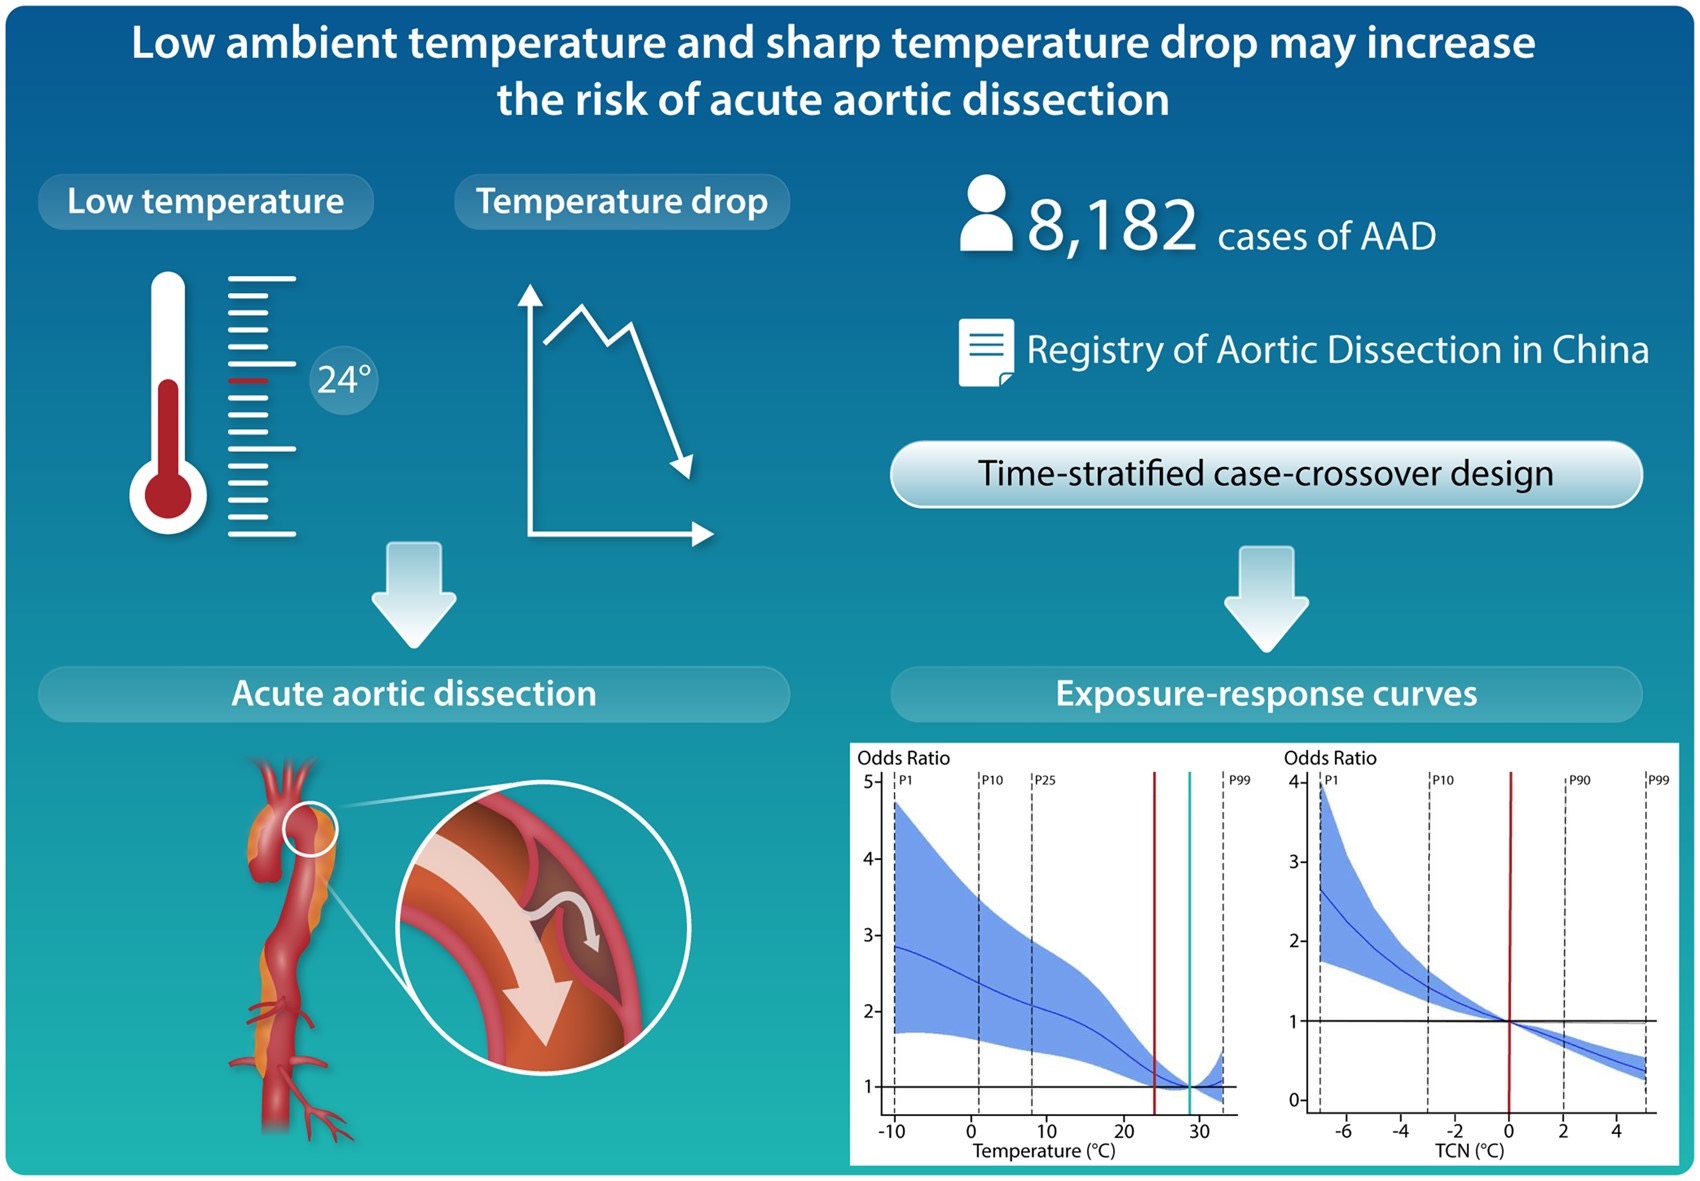 Low ambient temperature and sharp temperature drop may increase
the risk of acute aortic dissection
Low temperature
Temperature drop
24°
Acute aortic dissection
8,182 cases of AAD
Registry of Aortic Dissection in China
Time-stratified case-crossover design
Exposure-response curves
Odds Ratio
5
4
3
2
1
P1
P10
P25
P99
-10
0
10
20
30
Temperature (°C)
Odds Ratio
4
3
2
1
0
P1
P10
P90
P99
-6
-4
-2
0
2
4
TCN (°C)